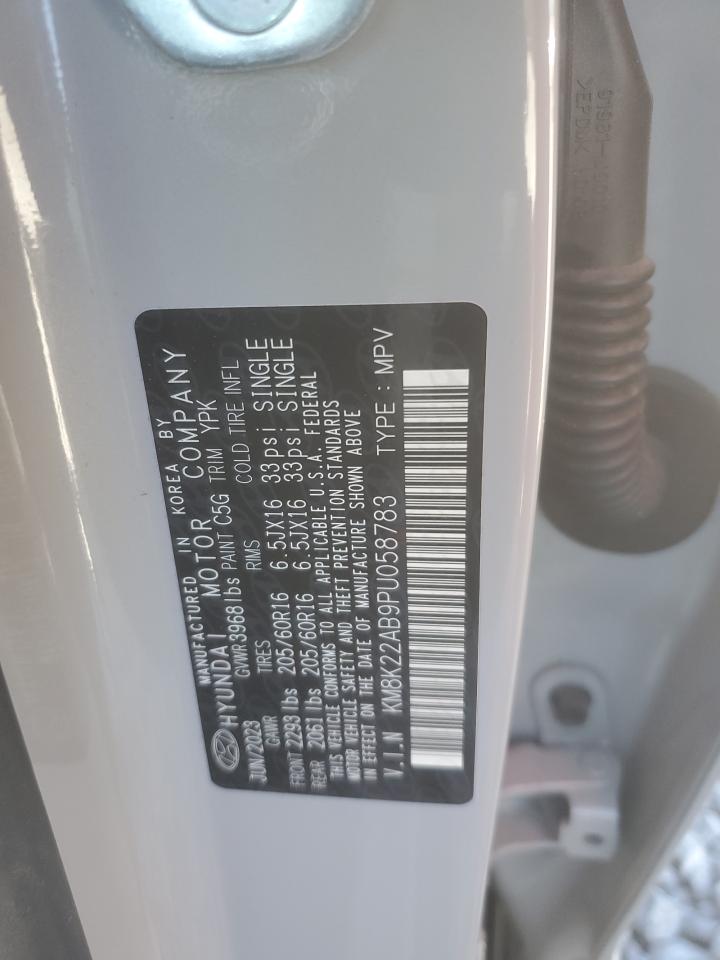 MANUFACTURED IN KOREA BY
HYUNDAI MOTOR COMPANY
JUN/2023 GVWR 3968 lbs PAINT C5G TRIM YPK
GAWR TIRES RIMS COLD TIRE INFL
FRONT 2293 lbs 205/60R16 6.5JX16 33psi SINGLE
REAR 2061 lbs 205/60R16 6.5JX16 33psi SINGLE
THIS VEHICLE CONFORMS TO ALL APPLICABLE U.S.A. FEDERAL
MOTOR VEHICLE SAFETY AND THEFT PREVENTION STANDARDS
IN EFFECT ON THE DATE OF MANUFACTURE SHOWN ABOVE
V.I.N KM8K22AB9PU058783 TYPE : MPV